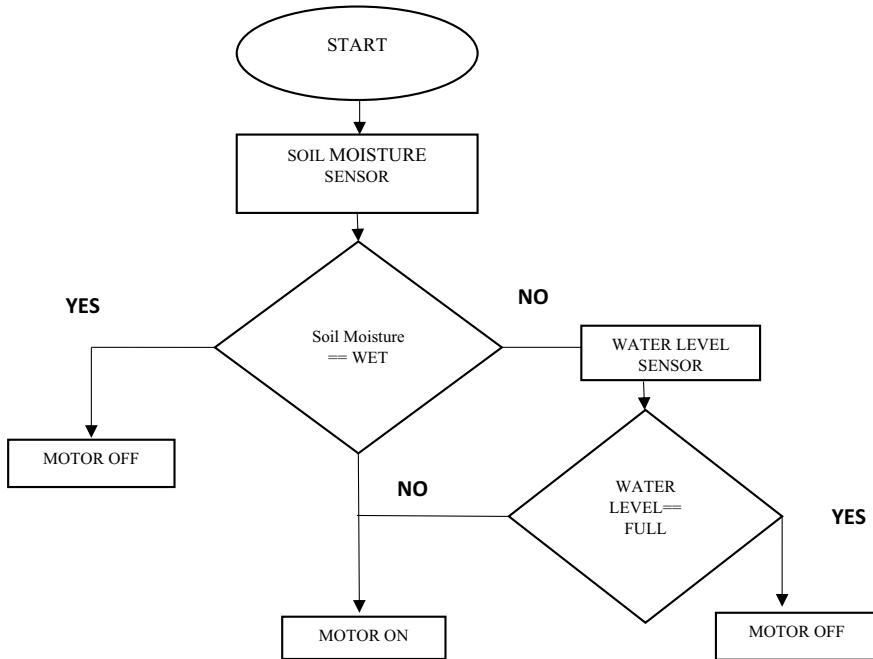 START
SOIL MOISTURE
SENSOR
YES
NO
Soil Moisture
== WET
WATER LEVEL
SENSOR
MOTOR OFF
NO
WATER
LEVEL==
FULL
YES
MOTOR ON
MOTOR OFF